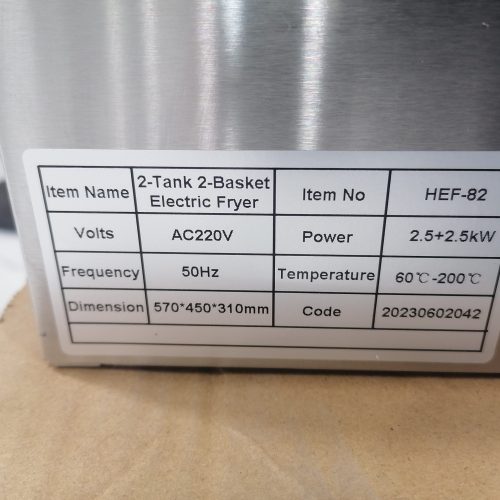 Item Name 2-Tank 2-Basket Electric Fryer Item No HEF-82
Volts AC220V Power 2.5+2.5kW
Frequency 50Hz Temperature 60℃-200℃
Dimension 570*450*310mm Code 20230602042